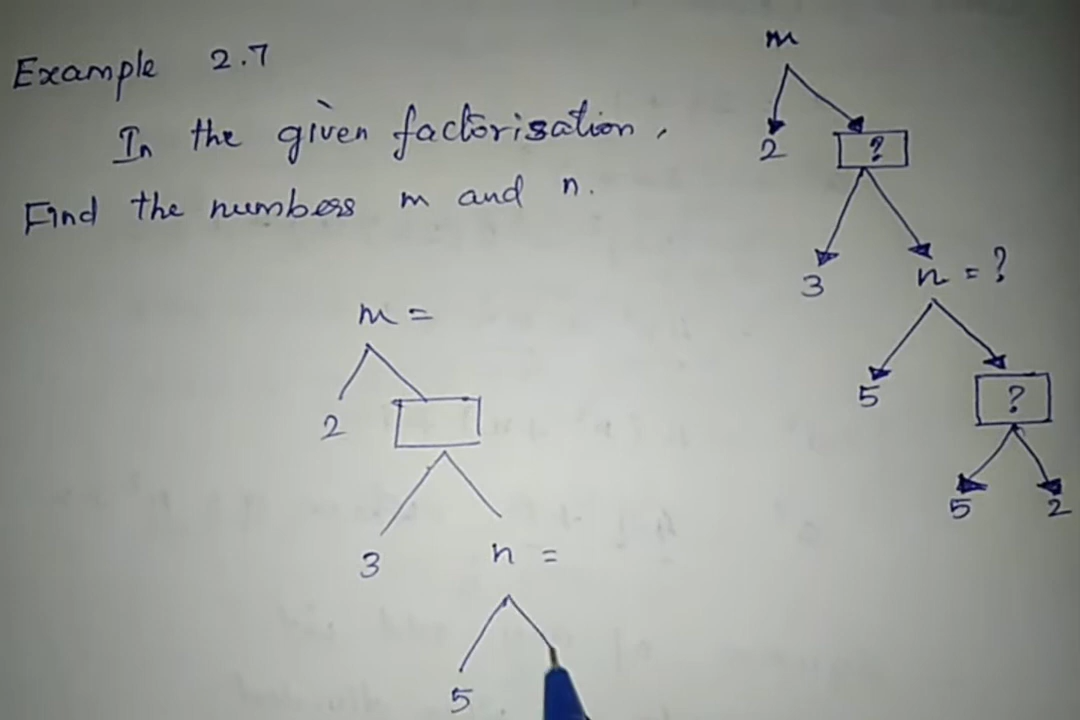 Example 2.7
In the given factorisation,
Find the numbers m and n.
m =
2
3
n =
5
m
2 ?
3 n = ?
5 ?
5 2